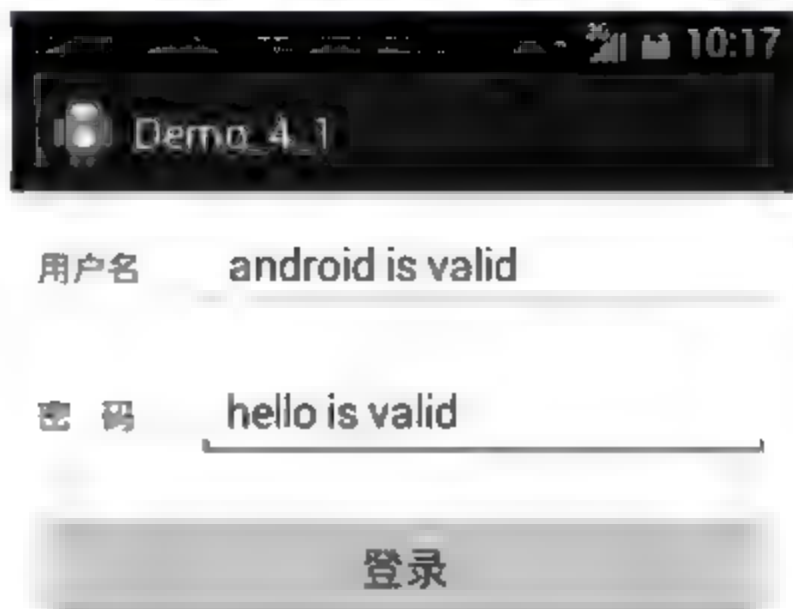 10:17
Demo_4_1
用户名 android is valid
密 码 hello is valid
登录